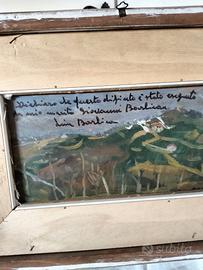 Dichiaro che questo dipinto è stato eseguito
da mio marito Giovanni Barbisan
Lina Barbisan
subito